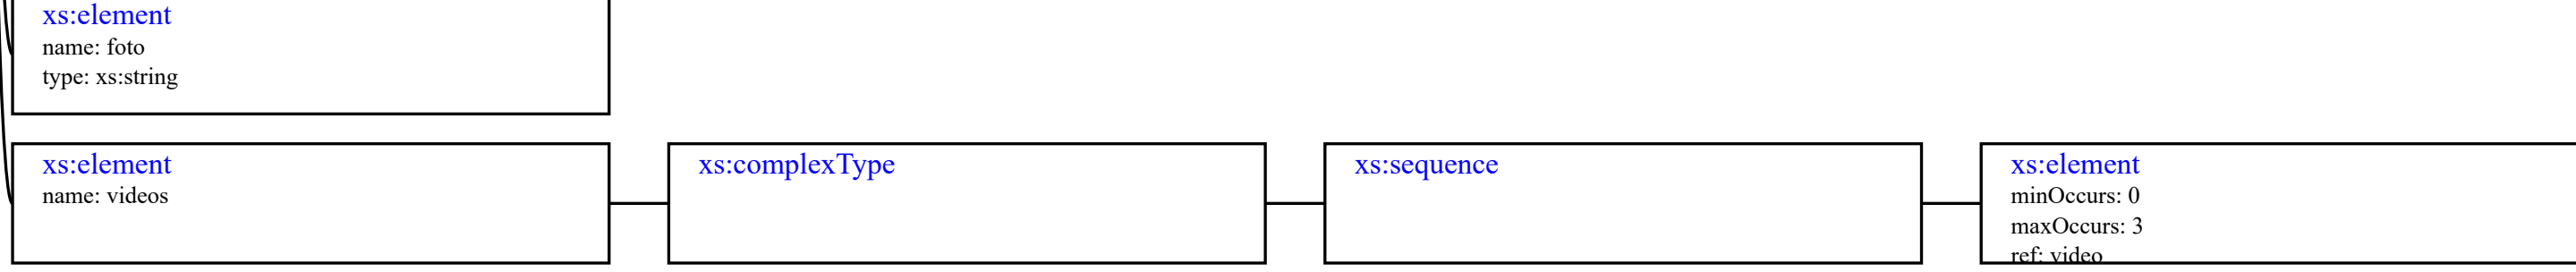 xs:element
name: foto
type: xs:string
xs:element
name: videos
xs:complexType
xs:sequence
xs:element
minOccurs: 0
maxOccurs: 3
ref: video